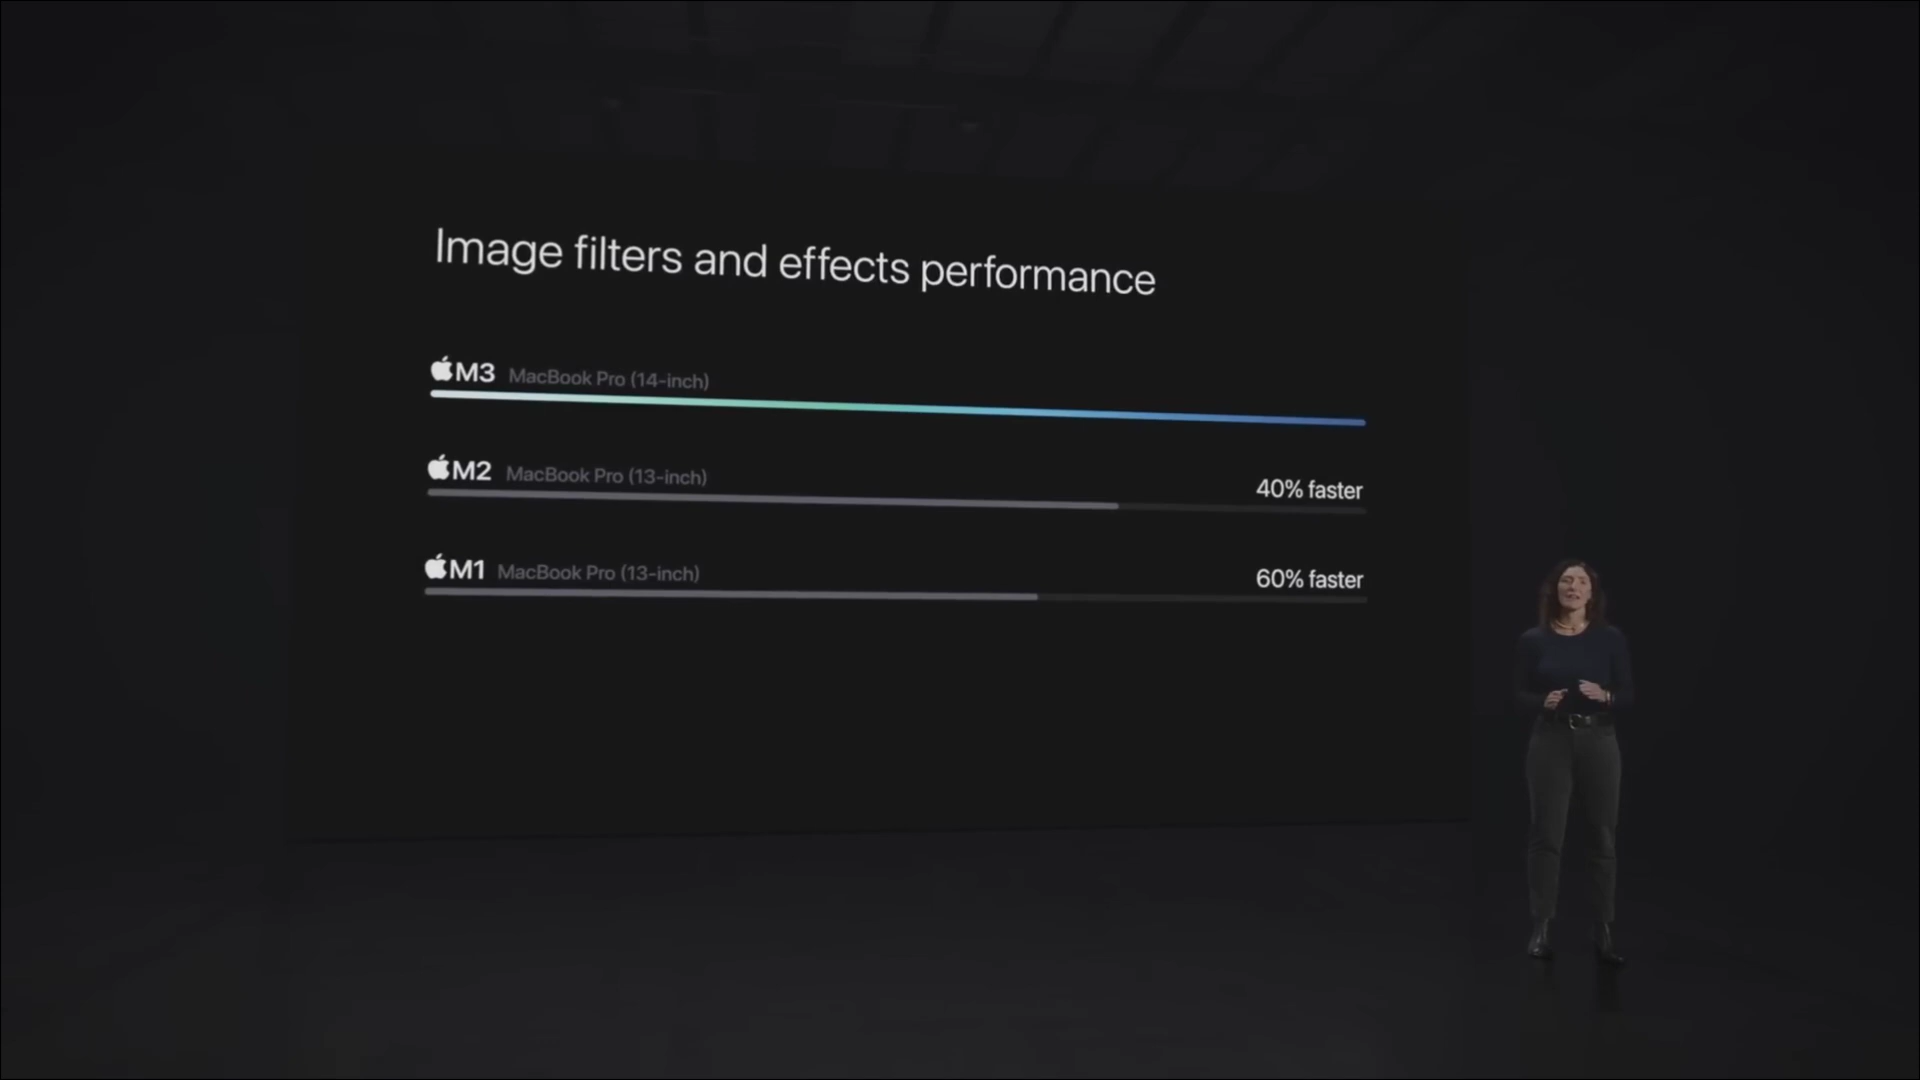 Image filters and effects performance
M3 MacBook Pro (14-inch)
M2 MacBook Pro (13-inch) 40% faster
M1 MacBook Pro (13-inch) 60% faster